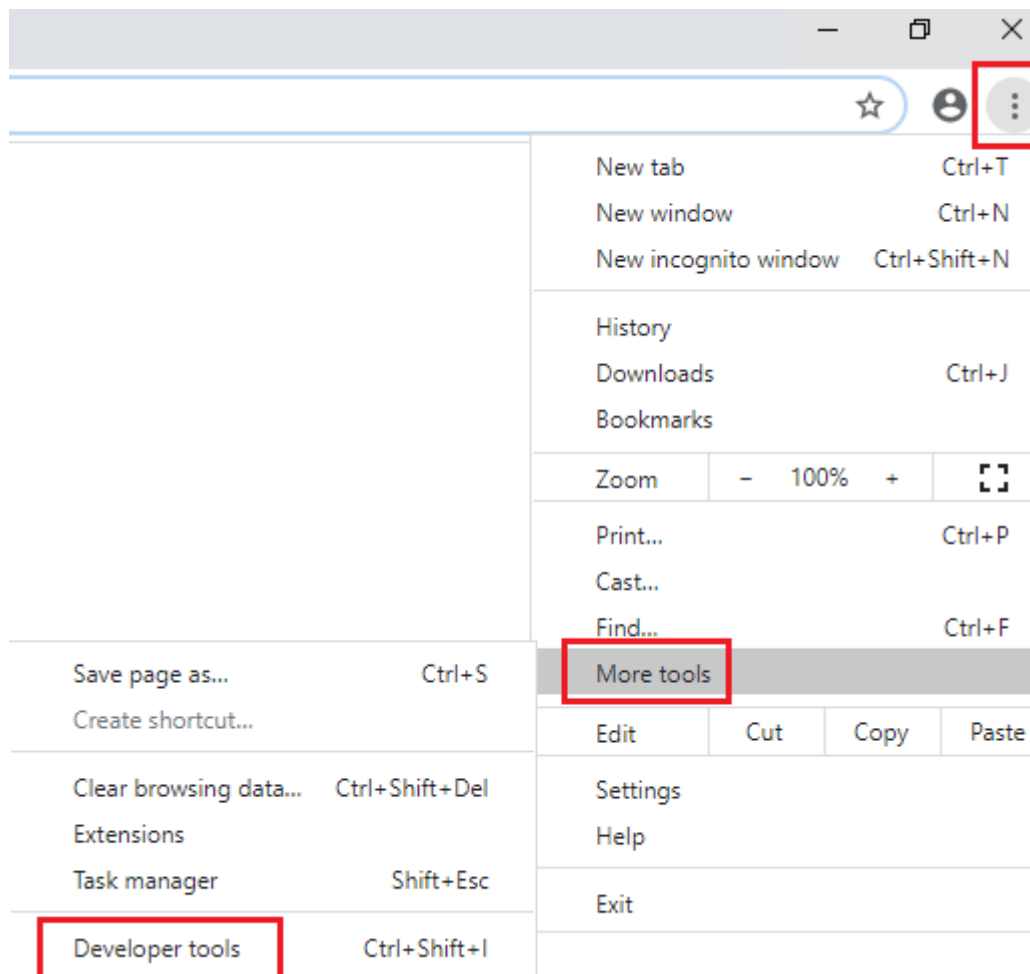 New tab Ctrl+T
New window Ctrl+N
New incognito window Ctrl+Shift+N
History
Downloads Ctrl+J
Bookmarks
Zoom - 100% +
Print... Ctrl+P
Cast...
Find... Ctrl+F
More tools
Edit Cut Copy Paste
Settings
Help
Exit
Save page as... Ctrl+S
Create shortcut...
Clear browsing data... Ctrl+Shift+Del
Extensions
Task manager Shift+Esc
Developer tools Ctrl+Shift+I